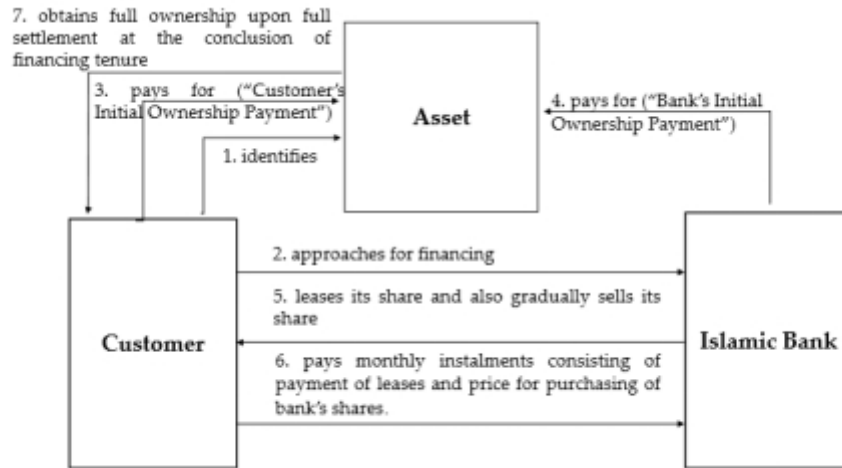 7. obtains full ownership upon full
settlement at the conclusion of
financing tenure
3. pays for ("Customer's
Initial Ownership Payment")
1. identifies
Asset
4. pays for ("Bank's Initial
Ownership Payment")
2. approaches for financing
5. leases its share and also gradually sells its
share
Customer
Islamic Bank
6. pays monthly instalments consisting of
payment of leases and price for purchasing of
bank's shares.